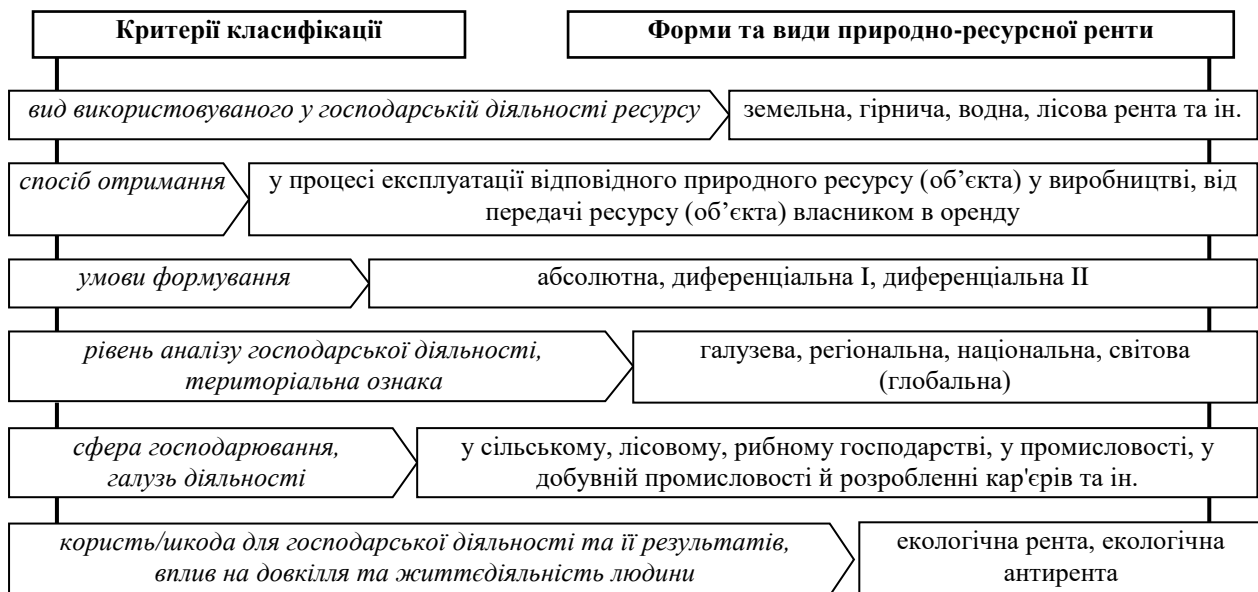 Критерії класифікації
Форми та види природно-ресурсної ренти
вид використовуваного у господарській діяльності ресурсу
земельна, гірнича, водна, лісова рента та ін.
спосіб отримання
у процесі експлуатації відповідного природного ресурсу (об’єкта) у виробництві, від
передачі ресурсу (об’єкта) власником в оренду
умови формування
абсолютна, диференціальна І, диференціальна ІІ
рівень аналізу господарської діяльності,
територіальна ознака
галузева, регіональна, національна, світова
(глобальна)
сфера господарювання,
галузь діяльності
у сільському, лісовому, рибному господарстві, у промисловості, у
добувній промисловості й розробленні кар'єрів та ін.
користь/шкода для господарської діяльності та її результатів,
вплив на довкілля та життєдіяльність людини
екологічна рента, екологічна
антирента